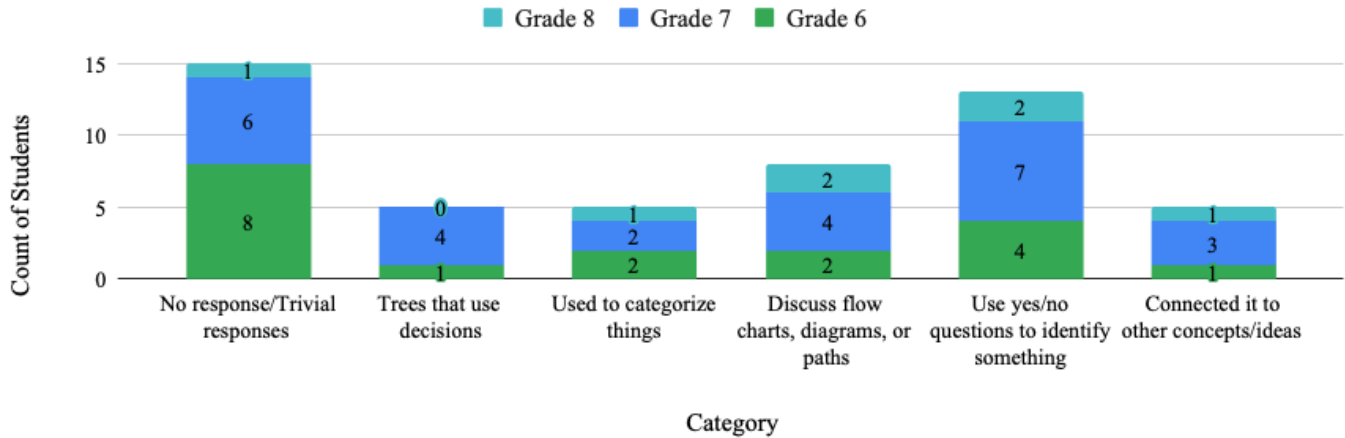 Grade 8 Grade 7 Grade 6
Count of Students
15
10
5
0
1
6
8
0
4
1
1
2
2
2
4
2
2
7
4
1
3
1
No response/Trivial
responses
Trees that use
decisions
Used to categorize
things
Discuss flow
charts, diagrams, or
paths
Use yes/no
questions to identify
something
Connected it to
other concepts/ideas
Category